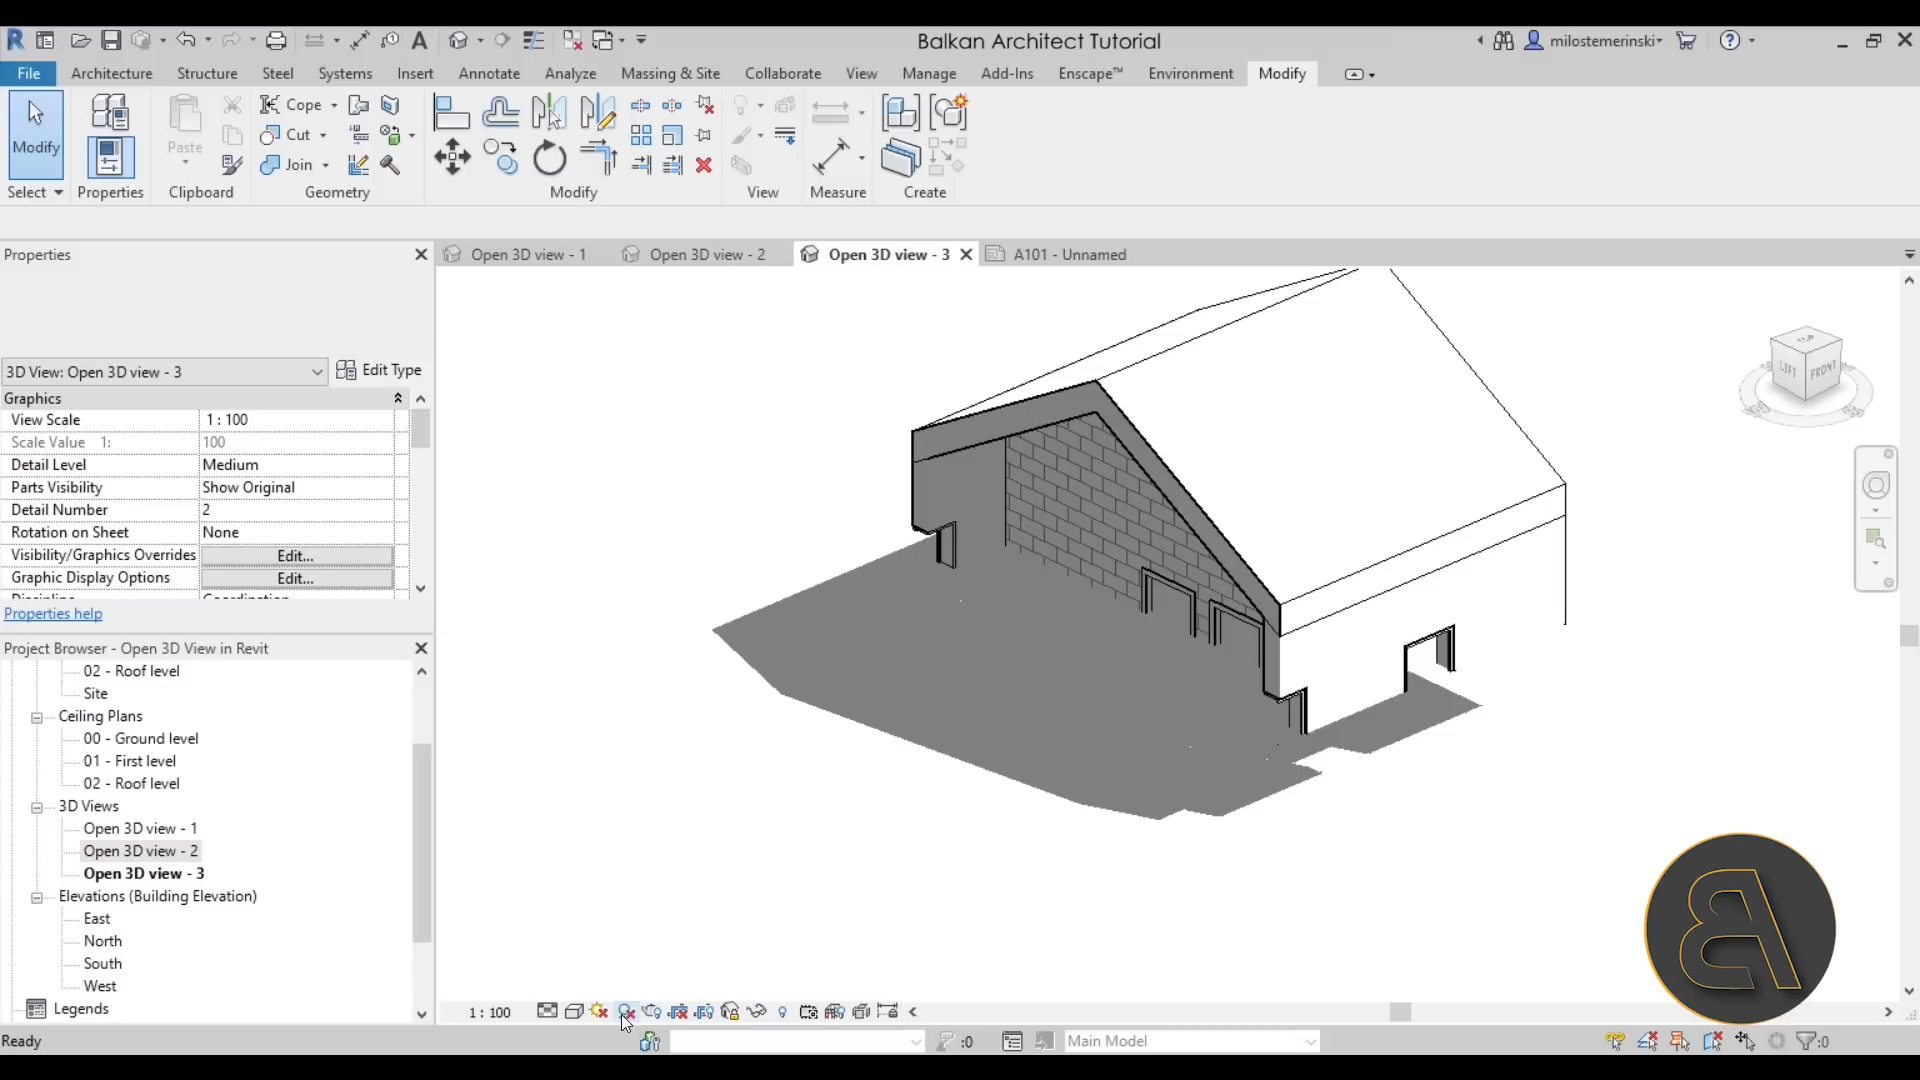 Balkan Architect Tutorial
milostemerinski
File Architecture Structure Steel Systems Insert Annotate Analyze Massing & Site Collaborate View Manage Add-Ins Enscape™ Environment Modify
Modify
Paste
Cope
Cut
Join
Select Properties Clipboard Geometry Modify View Measure Create
Properties
Open 3D view - 1
Open 3D view - 2
Open 3D view - 3
A101 - Unnamed
3D View: Open 3D view - 3
Edit Type
Graphics
View Scale 1 : 100
Scale Value 1: 100
Detail Level Medium
Parts Visibility Show Original
Detail Number 2
Rotation on Sheet None
Visibility/Graphics Overrides Edit...
Graphic Display Options Edit...
Discipline Coordination
Properties help
TOP
LEFT
FRONT
Project Browser - Open 3D View in Revit
02 - Roof level
Site
Ceiling Plans
00 - Ground level
01 - First level
02 - Roof level
3D Views
Open 3D view - 1
Open 3D view - 2
Open 3D view - 3
Elevations (Building Elevation)
East
North
South
West
Legends
1 : 100
Ready
:0
Main Model
:0